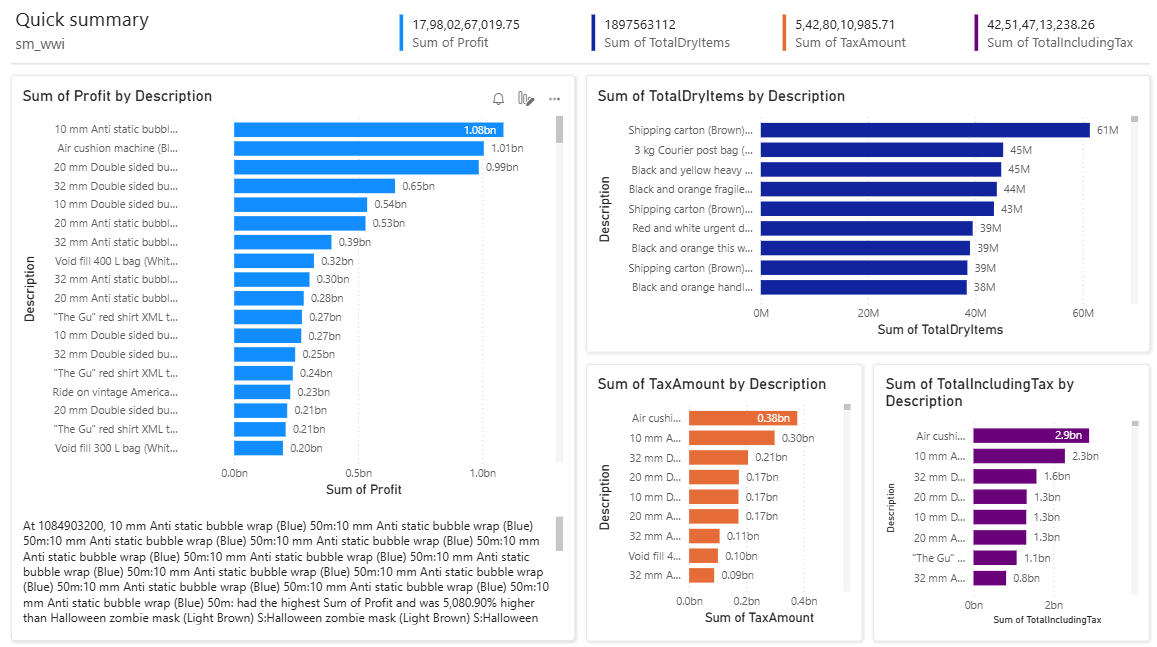 Quick summary
sm_wwi
17,98,02,67,019.75
Sum of Profit
1897563112
Sum of TotalDryItems
5,42,80,10,985.71
Sum of TaxAmount
42,51,47,13,238.26
Sum of TotalIncludingTax
Sum of Profit by Description
Description
10 mm Anti static bubbl... 1.08bn
Air cushion machine (Bl... 1.01bn
20 mm Double sided bu... 0.99bn
32 mm Double sided bu... 0.65bn
10 mm Double sided bu... 0.54bn
20 mm Anti static bubbl... 0.53bn
32 mm Anti static bubbl... 0.39bn
Void fill 400 L bag (Whit... 0.32bn
32 mm Anti static bubbl... 0.30bn
20 mm Anti static bubbl... 0.28bn
"The Gu" red shirt XML t... 0.27bn
10 mm Double sided bu... 0.27bn
32 mm Double sided bu... 0.25bn
"The Gu" red shirt XML t... 0.24bn
Ride on vintage America... 0.23bn
20 mm Double sided bu... 0.21bn
"The Gu" red shirt XML t... 0.21bn
Void fill 300 L bag (Whit... 0.20bn
0.0bn 0.5bn 1.0bn
Sum of Profit
At 1084903200, 10 mm Anti static bubble wrap (Blue) 50m:10 mm Anti static bubble wrap (Blue)
50m:10 mm Anti static bubble wrap (Blue) 50m:10 mm Anti static bubble wrap (Blue) 50m:10 mm
Anti static bubble wrap (Blue) 50m:10 mm Anti static bubble wrap (Blue) 50m:10 mm Anti static
bubble wrap (Blue) 50m:10 mm Anti static bubble wrap (Blue) 50m:10 mm Anti static bubble wrap
(Blue) 50m:10 mm Anti static bubble wrap (Blue) 50m:10 mm Anti static bubble wrap (Blue) 50m:10
mm Anti static bubble wrap (Blue) 50m: had the highest Sum of Profit and was 5,080.90% higher
than Halloween zombie mask (Light Brown) S:Halloween zombie mask (Light Brown) S:Halloween
Sum of TotalDryItems by Description
Description
Shipping carton (Brown)... 61M
3 kg Courier post bag (... 45M
Black and yellow heavy ... 45M
Black and orange fragile... 44M
Shipping carton (Brown)... 43M
Red and white urgent d... 39M
Black and orange this w... 39M
Shipping carton (Brown)... 39M
Black and orange handl... 38M
0M 20M 40M 60M
Sum of TotalDryItems
Sum of TaxAmount by Description
Description
Air cushi... 0.38bn
10 mm A... 0.30bn
32 mm D... 0.21bn
20 mm D... 0.17bn
10 mm D... 0.17bn
20 mm A... 0.17bn
32 mm A... 0.11bn
Void fill 4... 0.10bn
32 mm A... 0.09bn
0.0bn 0.2bn 0.4bn
Sum of TaxAmount
Sum of TotalIncludingTax by
Description
Description
Air cushi... 2.9bn
10 mm A... 2.3bn
32 mm D... 1.6bn
20 mm D... 1.3bn
10 mm D... 1.3bn
20 mm A... 1.3bn
"The Gu" ... 1.1bn
32 mm A... 0.8bn
0bn 2bn
Sum of TotalIncludingTax